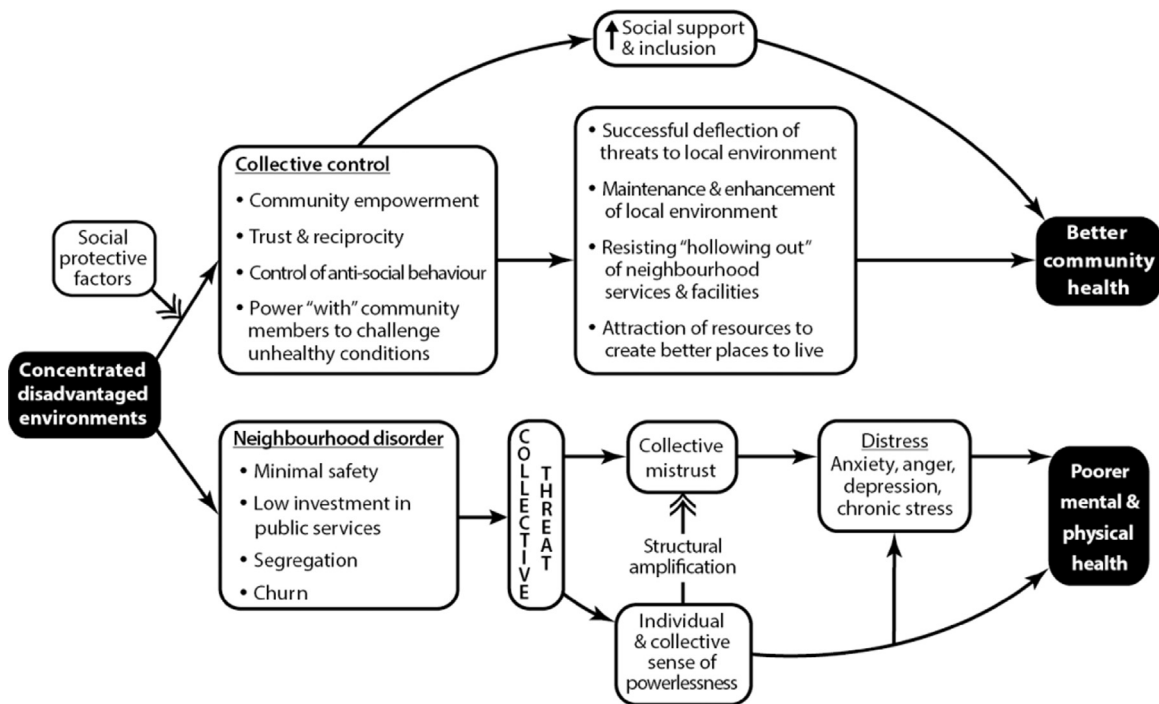 ↑ Social support
& inclusion
Collective control
• Community empowerment
• Trust & reciprocity
• Control of anti-social behaviour
• Power “with” community
members to challenge
unhealthy conditions
• Successful deflection of
threats to local environment
• Maintenance & enhancement
of local environment
• Resisting “hollowing out”
of neighbourhood
services & facilities
• Attraction of resources to
create better places to live
Social
protective
factors
Better
community
health
Concentrated
disadvantaged
environments
Neighbourhood disorder
• Minimal safety
• Low investment in
public services
• Segregation
• Churn
COLLECTIVE
THREAT
Collective
mistrust
Structural
amplification
Individual
& collective
sense of
powerlessness
Distress
Anxiety, anger,
depression,
chronic stress
Poorer
mental &
physical
health